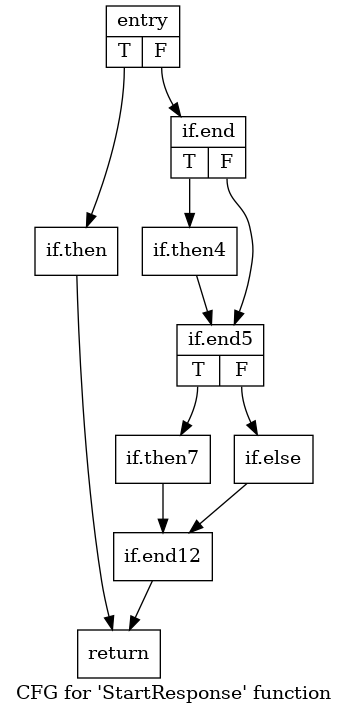 entry
T F
if.end
T F
if.then
if.then4
if.end5
T F
if.then7
if.else
if.end12
return
CFG for 'StartResponse' function